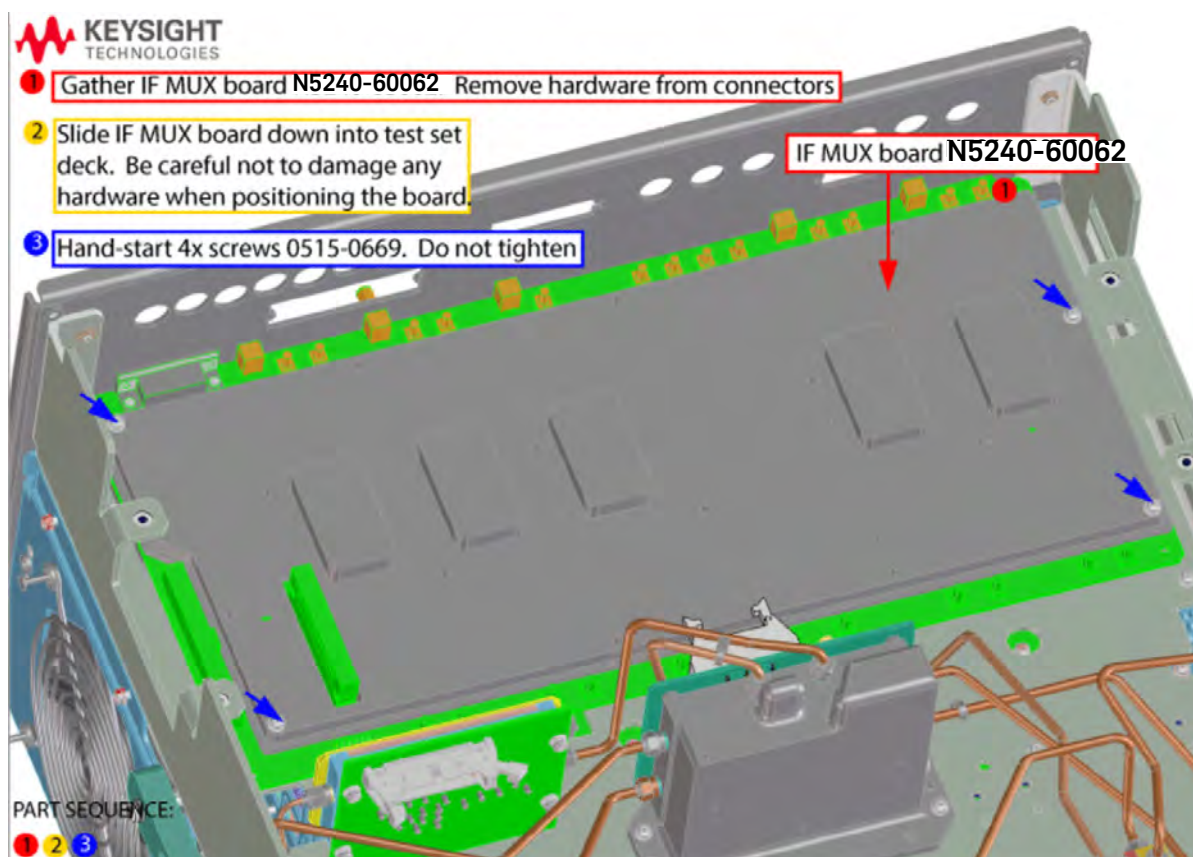 KEYSIGHT
TECHNOLOGIES
1 Gather IF MUX board N5240-60062 Remove hardware from connectors
2 Slide IF MUX board down into test set
deck. Be careful not to damage any
hardware when positioning the board.
IF MUX board N5240-60062
1
3 Hand-start 4x screws 0515-0669. Do not tighten
PART SEQUENCE:
1 2 3